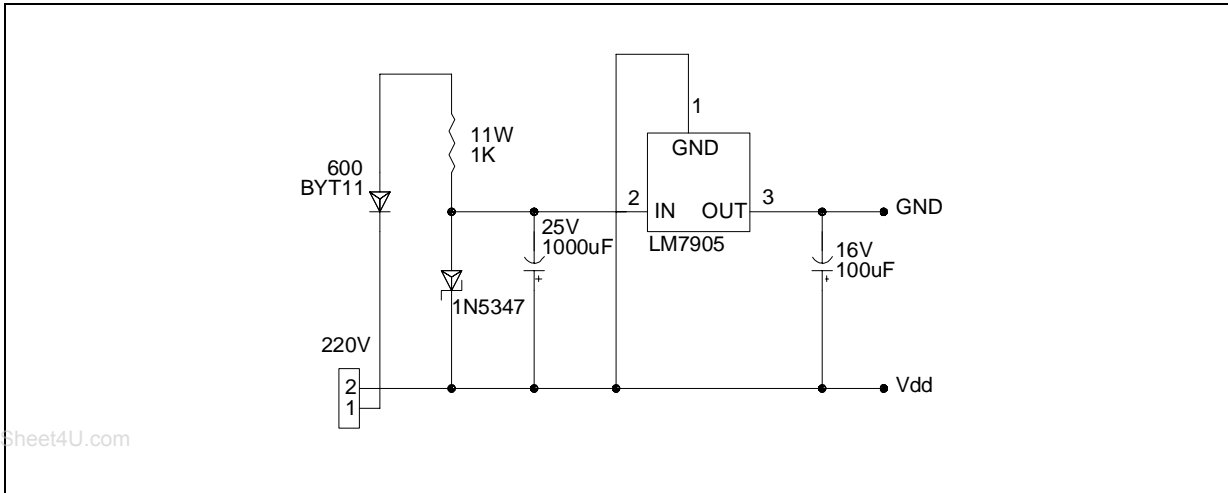 1
11W
1K
GND
600
BYT11
2
IN
OUT
3
GND
LM7905
25V
1000uF
16V
100uF
1N5347
220V
2
1
Vdd
Sheet4U.com
+
+